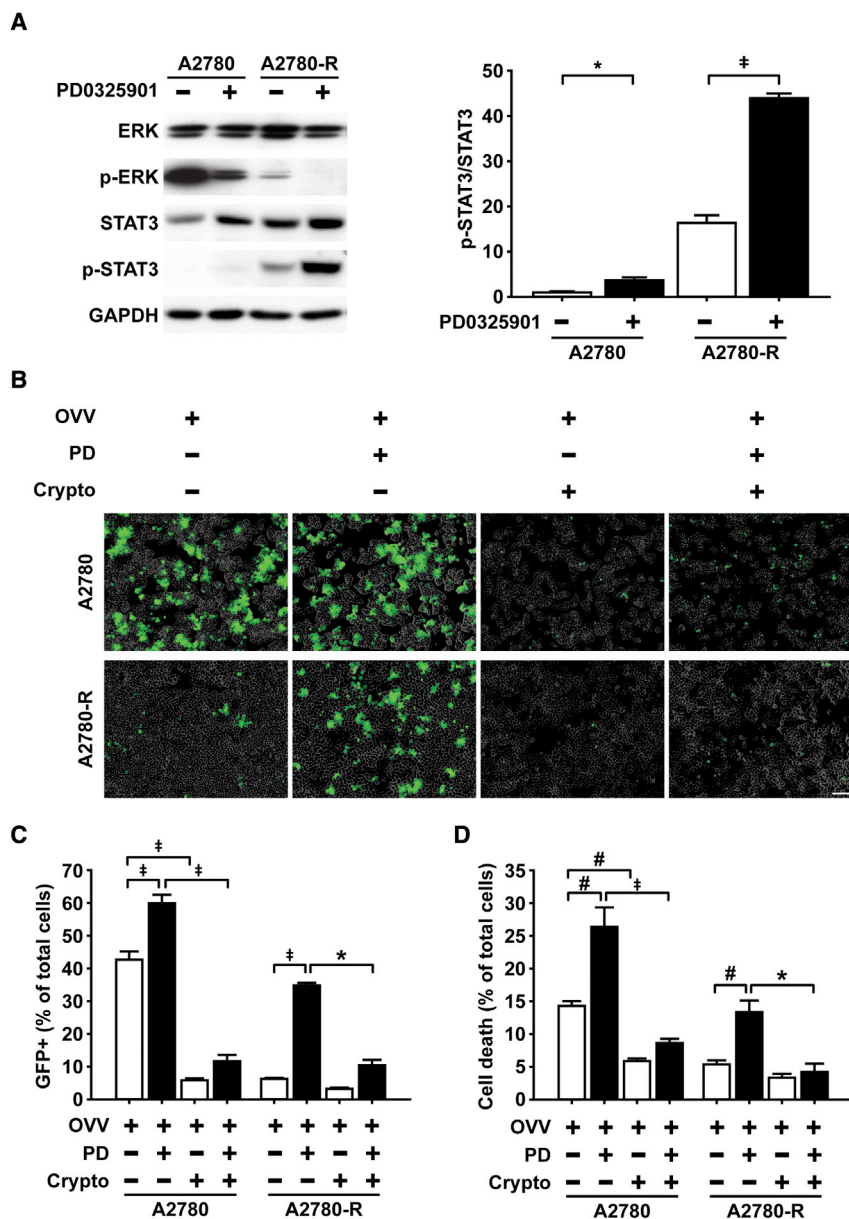 A
A2780 A2780-R
PD0325901 − + − +
ERK
p-ERK
STAT3
p-STAT3
GAPDH
p-STAT3/STAT3
50
40
30
20
10
0
* ‡
PD0325901 − + − +
A2780 A2780-R
B
OVV + + + +
PD − + − +
Crypto − − + +
A2780
A2780-R
C
GFP+ (% of total cells)
70
60
50
40
30
20
10
0
‡
‡ ‡
‡ *
OVV + + + + + + + +
PD − + − + − + − +
Crypto − − + + − − + +
A2780 A2780-R
D
Cell death (% of total cells)
35
30
25
20
15
15
10
5
0
#
# ‡
# *
OVV + + + + + + + +
PD − + − + − + − +
Crypto − − + + − − + +
A2780 A2780-R